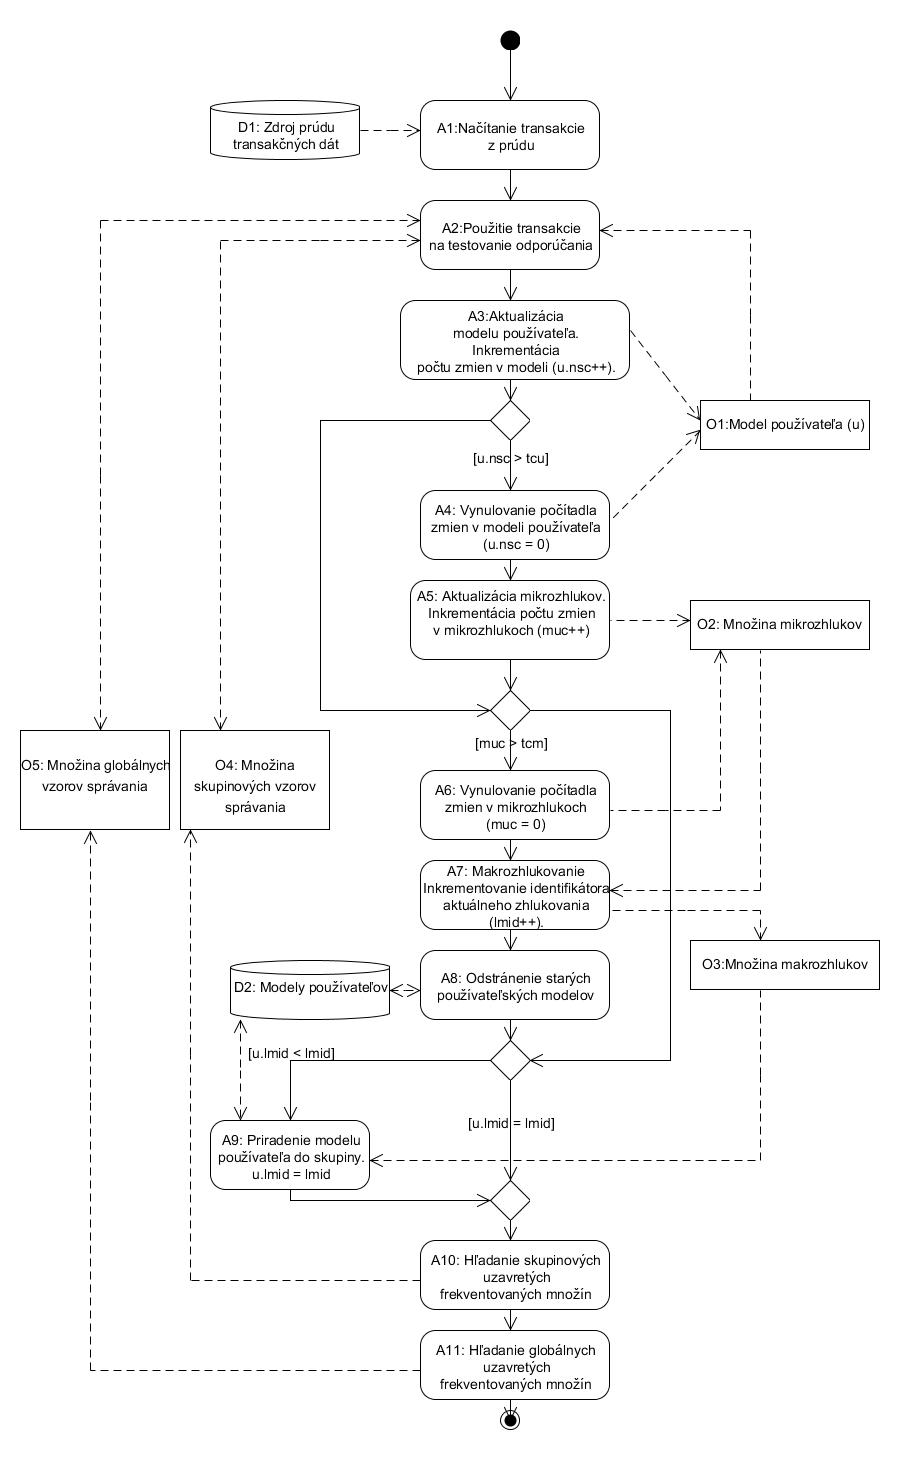 D1: Zdroj prúdu
transakčných dát
A1:Načítanie transakcie
z prúdu
A2:Použitie transakcie
na testovanie odporúčania
A3:Aktualizácia
modelu používateľa.
Inkrementácia
počtu zmien v modeli (u.nsc++).
O1:Model používateľa (u)
[u.nsc > tcu]
A4: Vynulovanie počítadla
zmien v modeli používateľa
(u.nsc = 0)
A5: Aktualizácia mikrozhlukov.
Inkrementácia počtu zmien
v mikrozhlukoch (muc++)
O2: Množina mikrozhlukov
[muc > tcm]
O5: Množina globálnych
vzorov správania
O4: Množina
skupinových vzorov
správania
A6: Vynulovanie počítadla
zmien v mikrozhlukoch
(muc = 0)
A7: Makrozhlukovanie
Inkrementovanie identifikátora
aktuálneho zhlukovania
(lmid++).
O3:Množina makrozhlukov
D2: Modely používateľov
A8: Odstránenie starých
používateľských modelov
[u.lmid < lmid]
[u.lmid = lmid]
A9: Priradenie modelu
používateľa do skupiny.
u.lmid = lmid
A10: Hľadanie skupinových
uzavretých
frekventovaných množín
A11: Hľadanie globálnych
uzavretých
frekventovaných množín